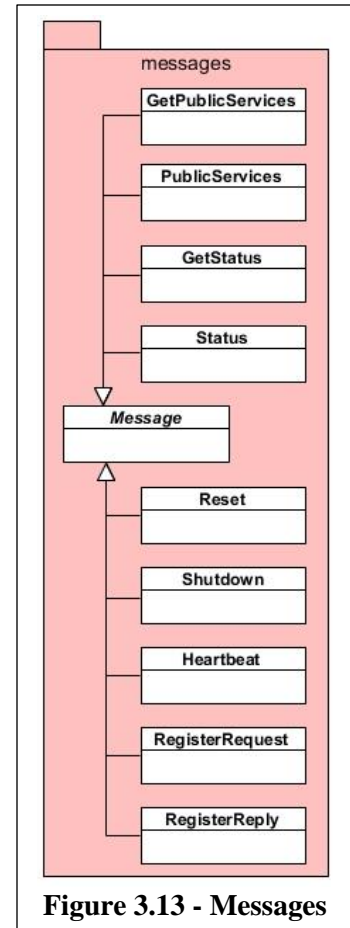 messages
GetPublicServices
PublicServices
GetStatus
Status
Message
Reset
Shutdown
Heartbeat
RegisterRequest
RegisterReply
Figure 3.13 - Messages